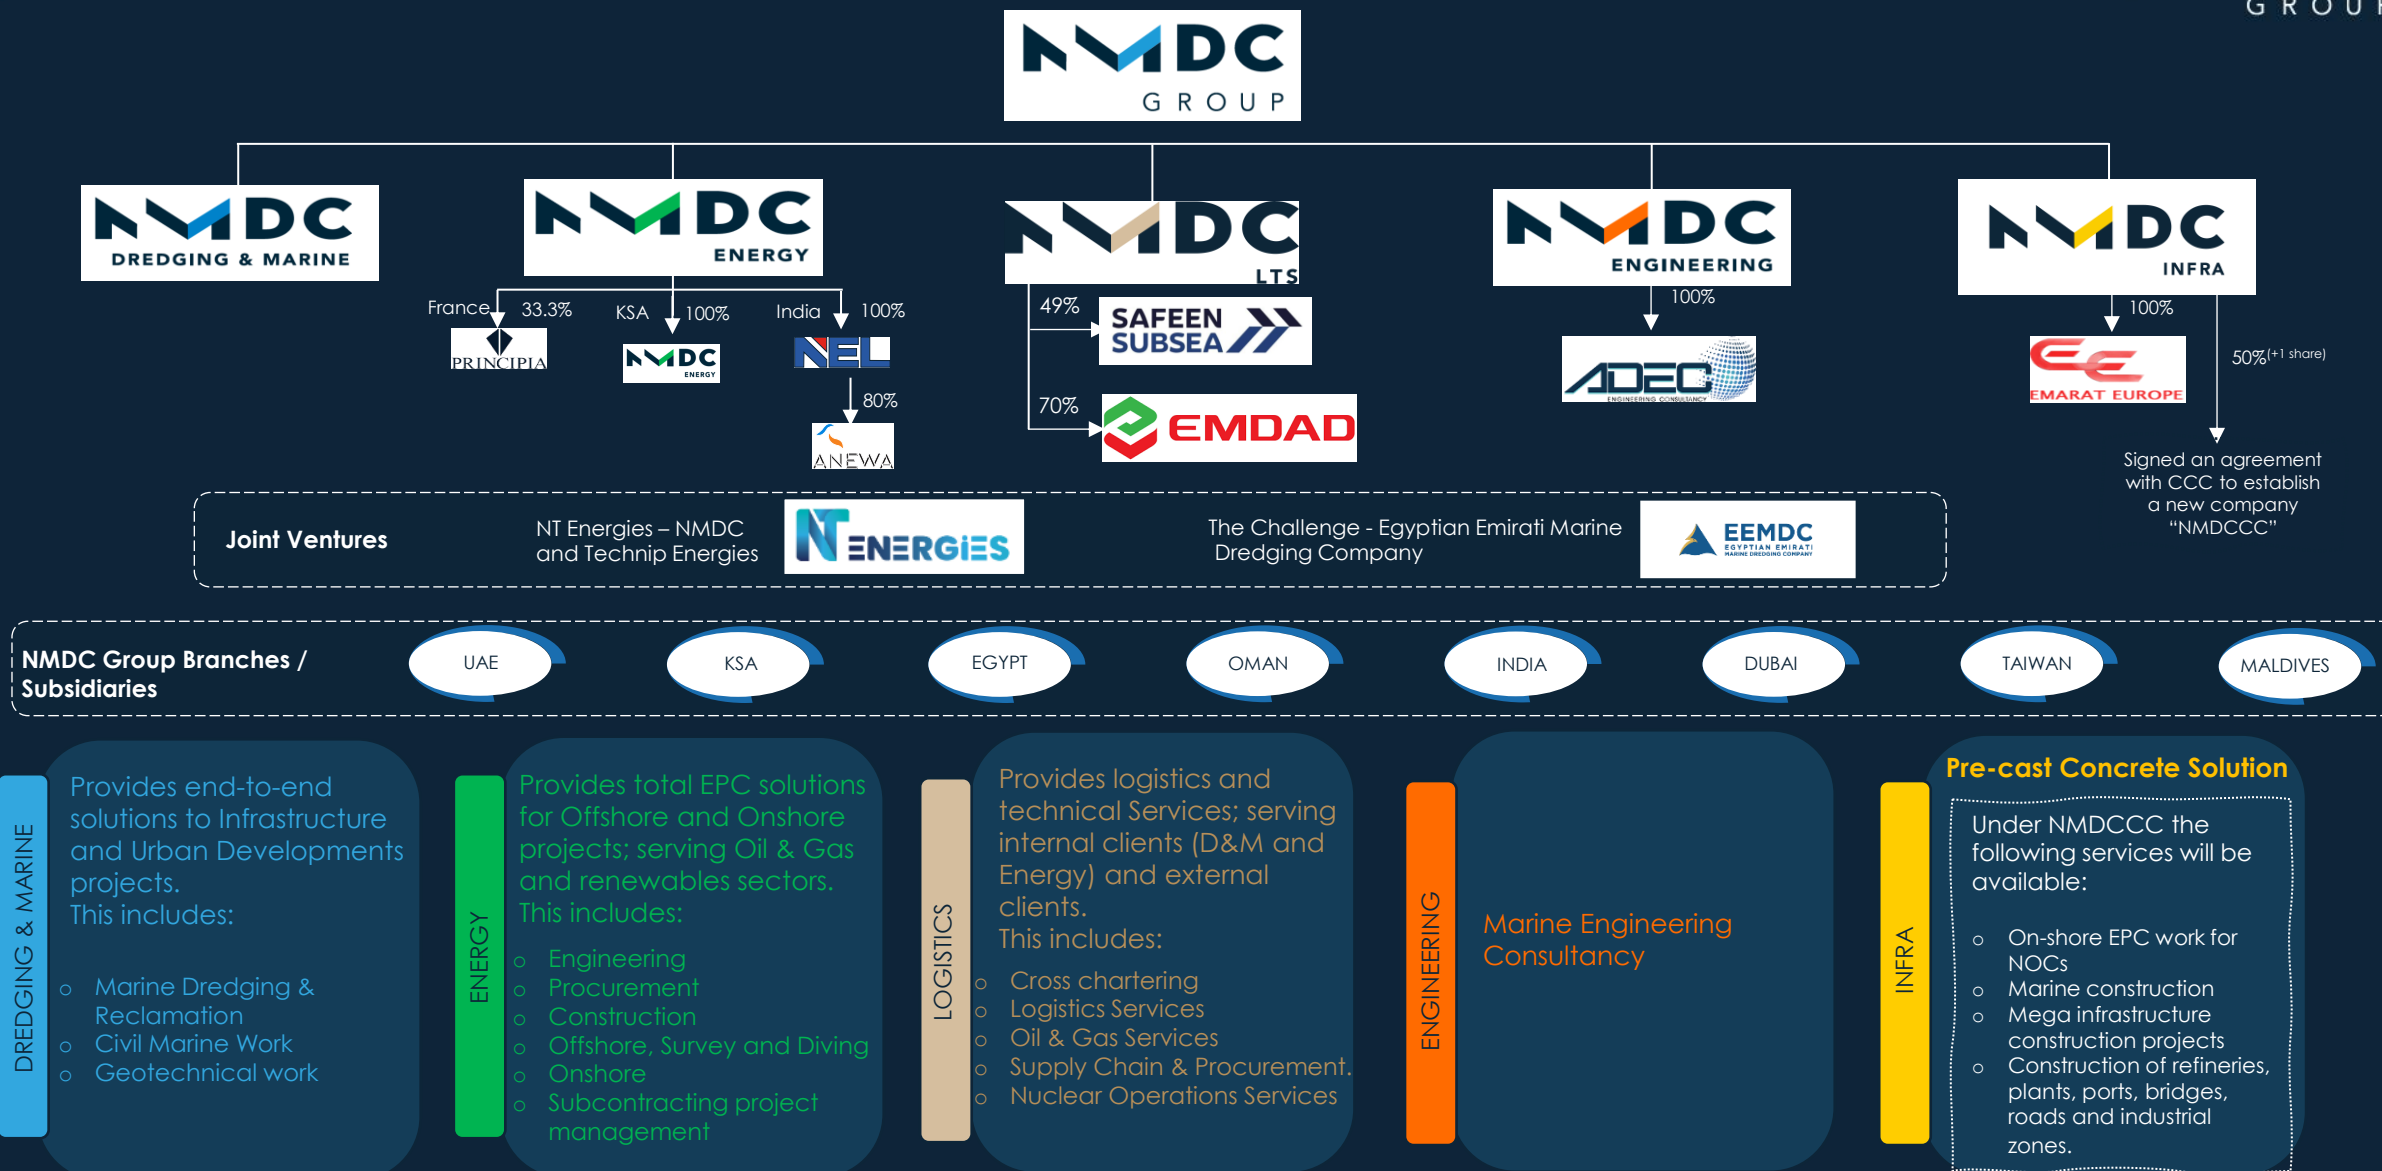 GROUP
NMDC
GROUP
NMDC
DREDGING & MARINE
NMDC
ENERGY
NMDC
LTS
NMDC
ENGINEERING
NMDC
INFRA
France
33.3%
KSA
100%
India
100%
49%
70%
100%
100%
50%(+1 share)
PRINCIPIA
NMDC
ENERGY
NEL
80%
ANEWA
SAFEEN
SUBSEA
EMDAD
ADEC
ENGINEERING CONSULTANCY
EMARAT EUROPE
Signed an agreement
with CCC to establish
a new company
“NMDCCC”
Joint Ventures
NT Energies – NMDC
and Technip Energies
NT ENERGiES
The Challenge - Egyptian Emirati Marine
Dredging Company
EEMDC
EGYPTIAN EMIRATI
MARINE DREDGING COMPANY
NMDC Group Branches /
Subsidiaries
UAE
KSA
EGYPT
OMAN
INDIA
DUBAI
TAIWAN
MALDIVES
DREDGING & MARINE
Provides end-to-end
solutions to Infrastructure
and Urban Developments
projects.
This includes:
o Marine Dredging &
Reclamation
o Civil Marine Work
o Geotechnical work
ENERGY
Provides total EPC solutions
for Offshore and Onshore
projects; serving Oil & Gas
and renewables sectors.
This includes:
o Engineering
o Procurement
o Construction
o Offshore, Survey and Diving
o Onshore
o Subcontracting project
management
LOGISTICS
Provides logistics and
technical Services; serving
internal clients (D&M and
Energy) and external
clients.
This includes:
o Cross chartering
o Logistics Services
o Oil & Gas Services
o Supply Chain & Procurement.
o Nuclear Operations Services
ENGINEERING
Marine Engineering
Consultancy
INFRA
Pre-cast Concrete Solution
Under NMDCCC the
following services will be
available:
o On-shore EPC work for
NOCs
o Marine construction
o Mega infrastructure
construction projects
o Construction of refineries,
plants, ports, bridges,
roads and industrial
zones.